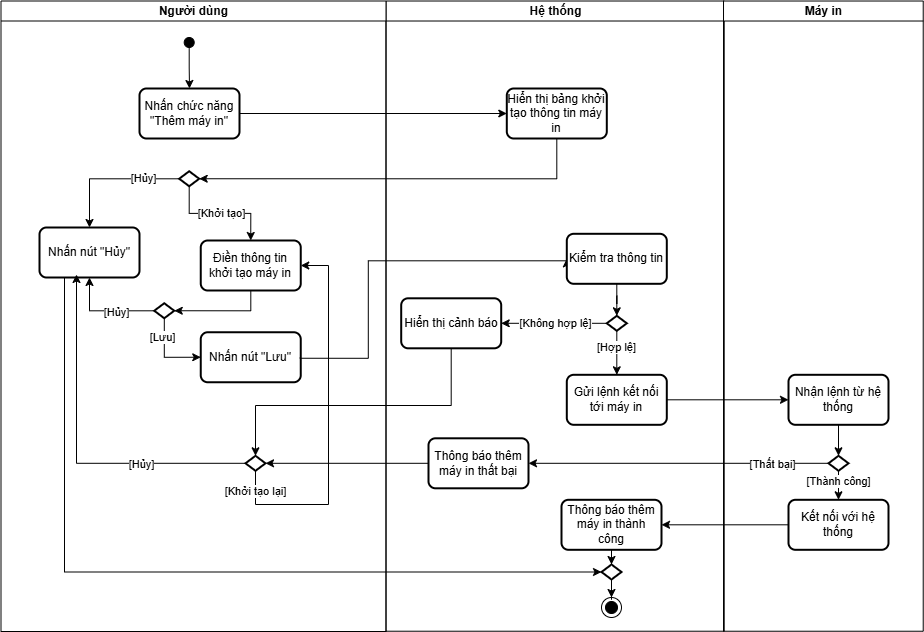 Người dùng
Hệ thống
Máy in
Nhấn chức năng
"Thêm máy in"
Hiển thị bảng khởi
tạo thông tin máy
in
[Hủy]
[Khởi tạo]
Nhấn nút "Hủy"
Điền thông tin
khởi tạo máy in
Kiểm tra thông tin
[Hủy]
[Lưu]
Hiển thị cảnh báo
[Không hợp lệ]
[Hợp lệ]
Nhấn nút "Lưu"
Gửi lệnh kết nối
tới máy in
Nhận lệnh từ hệ
thống
[Hủy]
[Khởi tạo lại]
Thông báo thêm
máy in thất bại
[Thất bại]
[Thành công]
Thông báo thêm
máy in thành
công
Kết nối với hệ
thống